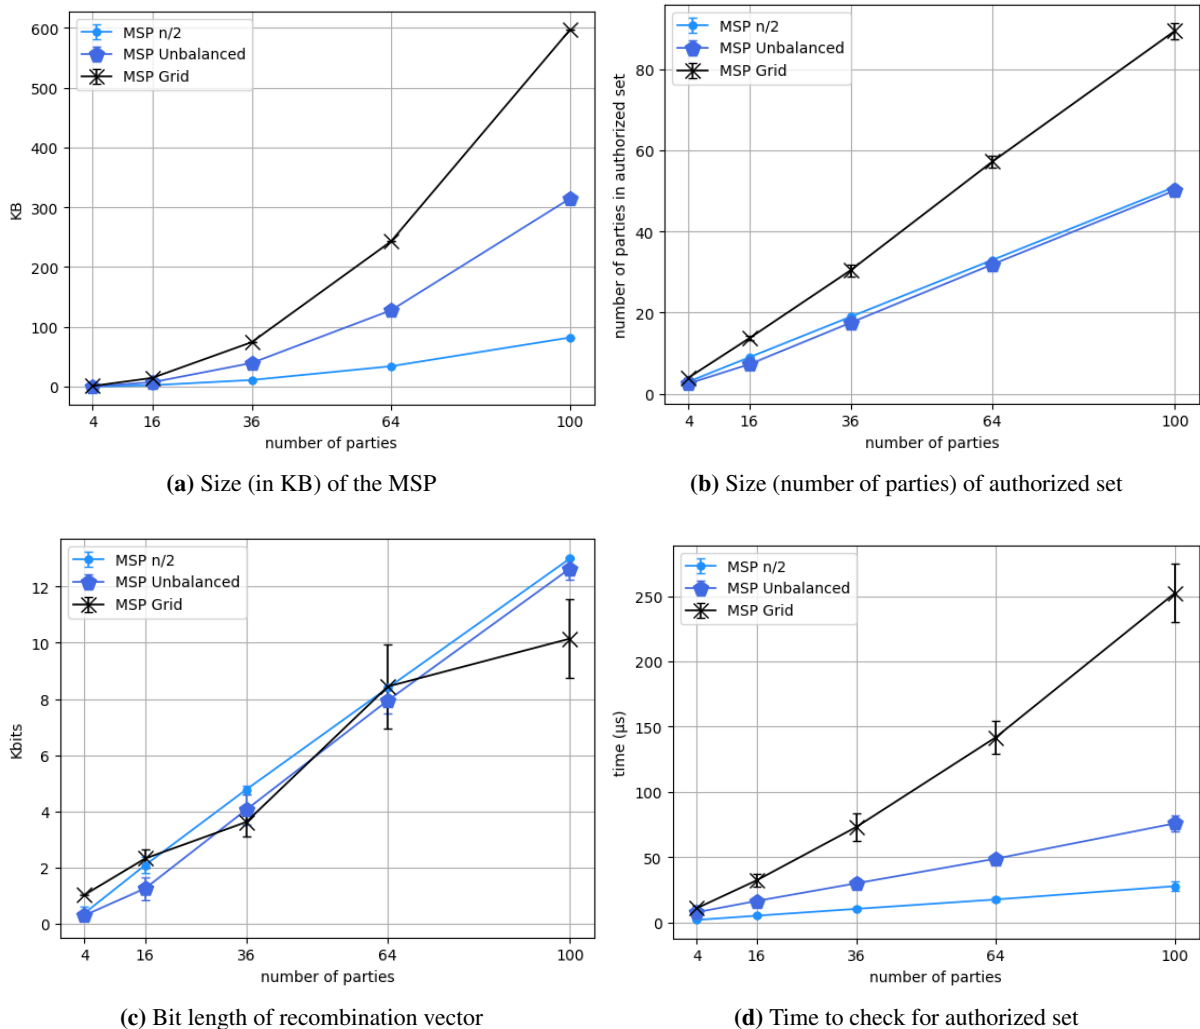 600
500
400
300
200
100
0
KB
MSP n/2
MSP Unbalanced
MSP Grid
4 16 36 64 100
number of parties
(a) Size (in KB) of the MSP
80
60
40
20
0
number of parties in authorized set
MSP n/2
MSP Unbalanced
MSP Grid
4 16 36 64 100
number of parties
(b) Size (number of parties) of authorized set
12
10
8
6
4
2
0
Kbits
MSP n/2
MSP Unbalanced
MSP Grid
4 16 36 64 100
number of parties
(c) Bit length of recombination vector
250
200
150
100
50
0
time (μs)
MSP n/2
MSP Unbalanced
MSP Grid
4 16 36 64 100
number of parties
(d) Time to check for authorized set